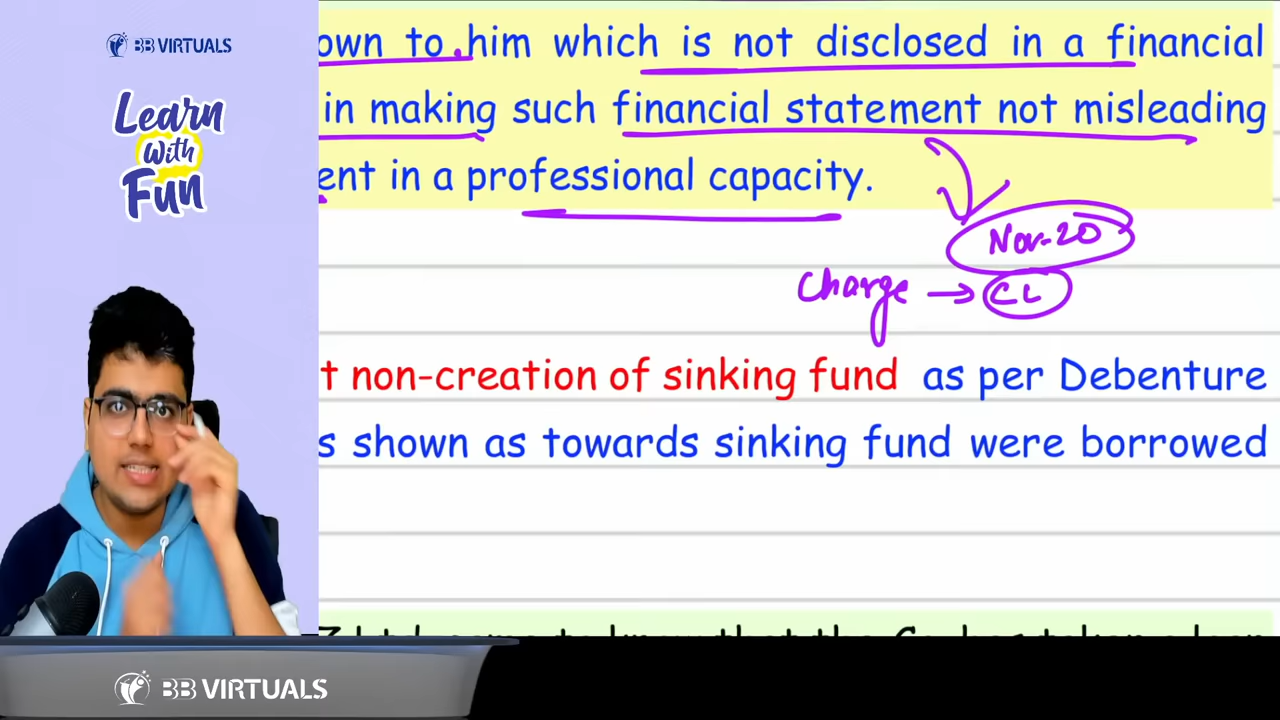 BB VIRTUALS
Learn
With
Fun
own to him which is not disclosed in a financial
in making such financial statement not misleading
ent in a professional capacity.
Nov-20
Charge → CL
t non-creation of sinking fund as per Debenture
s shown as towards sinking fund were borrowed
BB VIRTUALS